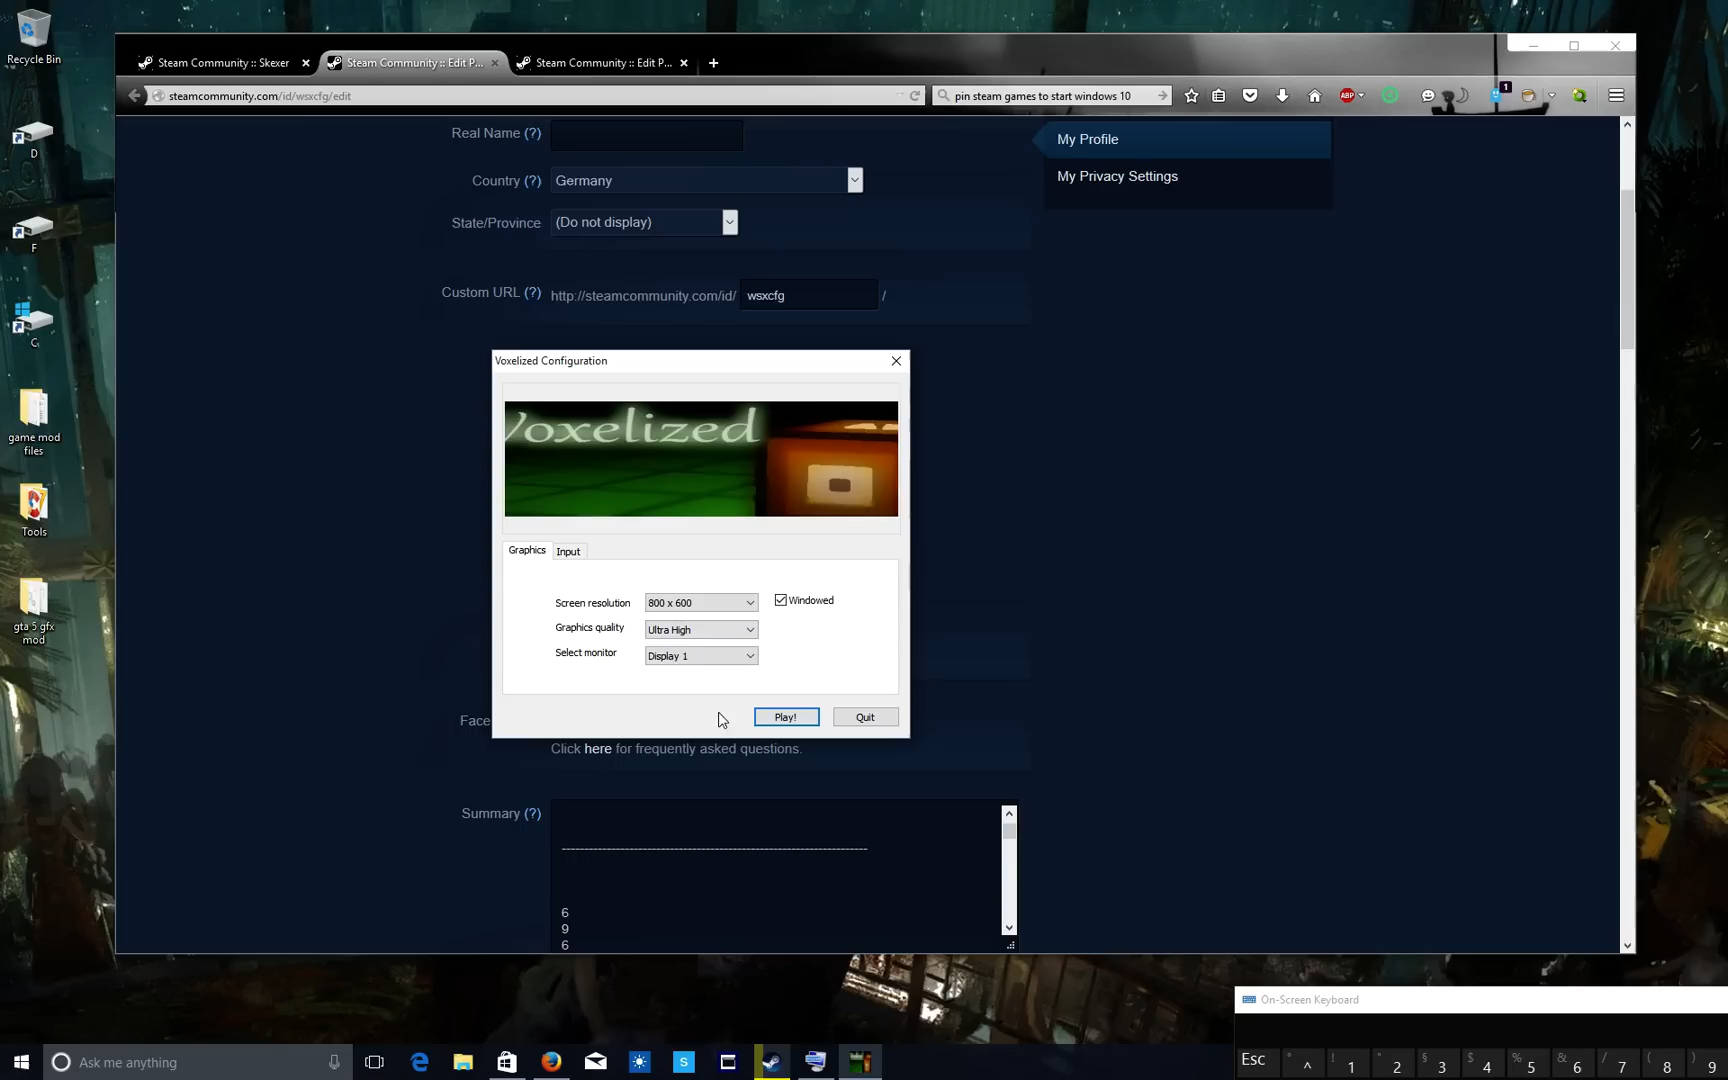 Recycle Bin
D
F
C
game mod files
Tools
gta 5 gfx mod
Steam Community :: Skexer
Steam Community :: Edit P...
Steam Community :: Edit P...
steamcommunity.com/id/wsxcfg/edit
pin steam games to start windows 10
ABP
1
Real Name (?)
Country (?)
Germany
State/Province
(Do not display)
Custom URL (?)
http://steamcommunity.com/id/ wsxcfg /
My Profile
My Privacy Settings
Voxelized Configuration
Voxelized
Graphics
Input
Screen resolution
800 x 600
Windowed
Graphics quality
Ultra High
Select monitor
Display 1
Play!
Quit
Face
Click here for frequently asked questions.
Summary (?)
6
9
6
On-Screen Keyboard
Esc
° ^
! 1
" 2
§ 3
$ 4
% 5
& 6
/ 7
( 8
) 9
Ask me anything
S